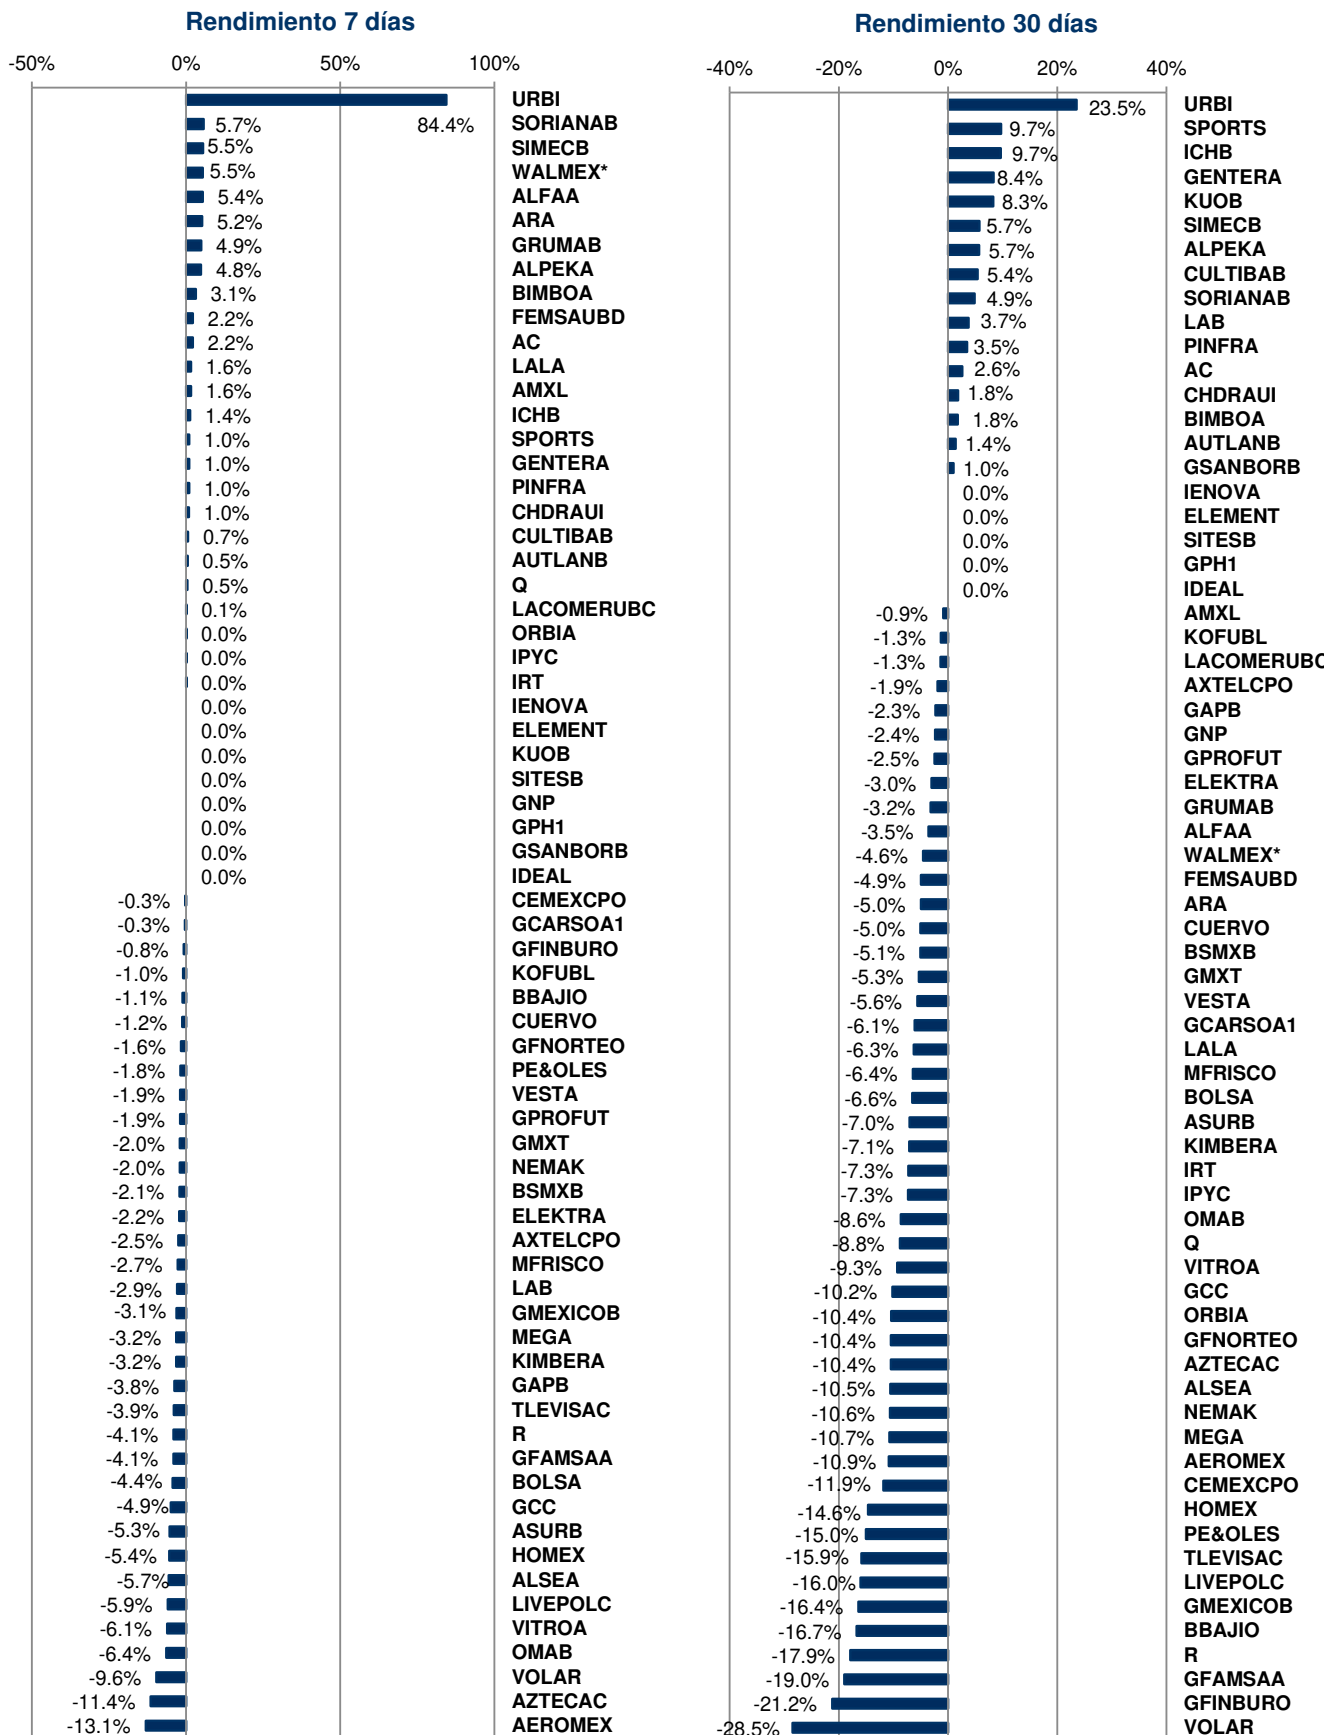 Rendimiento 7 días
-50% 0% 50% 100%
URBI
5.7% 84.4% SORIANAB
5.5% SIMECB
5.5% WALMEX*
5.4% ALFAA
5.2% ARA
4.9% GRUMAB
4.8% ALPEKA
3.1% BIMBOA
2.2% FEMSAUBD
2.2% AC
1.6% LALA
1.6% AMXL
1.4% ICHB
1.0% SPORTS
1.0% GENTERA
1.0% PINFRA
1.0% CHDRAUI
0.7% CULTIBAB
0.5% AUTLANB
0.5% Q
0.1% LACOMERUBC
0.0% ORBIA
0.0% IPYC
0.0% IRT
0.0% IENOVA
0.0% ELEMENT
0.0% KUOB
0.0% SITESB
0.0% GNP
0.0% GPH1
0.0% GSANBORB
0.0% IDEAL
-0.3% CEMEXCPO
-0.3% GCARSOA1
-0.8% GFINBURO
-1.0% KOFUBL
-1.1% BBAJIO
-1.2% CUERVO
-1.6% GFNORTEO
-1.8% PE&OLES
-1.9% VESTA
-1.9% GPROFUT
-2.0% GMXT
-2.0% NEMAK
-2.1% BSMXB
-2.2% ELEKTRA
-2.5% AXTELCPO
-2.7% MFRISCO
-2.9% LAB
-3.1% GMEXICOB
-3.2% MEGA
-3.2% KIMBERA
-3.8% GAPB
-3.9% TLEVISAC
-4.1% R
-4.1% GFAMSAA
-4.4% BOLSA
-4.9% GCC
-5.3% ASURB
-5.4% HOMEX
-5.7% ALSEA
-5.9% LIVEPOLC
-6.1% VITROA
-6.4% OMAB
-9.6% VOLAR
-11.4% AZTECAC
-13.1% AEROMEX
Rendimiento 30 días
-40% -20% 0% 20% 40%
23.5% URBI
9.7% SPORTS
9.7% ICHB
8.4% GENTERA
8.3% KUOB
5.7% SIMECB
5.7% ALPEKA
5.4% CULTIBAB
4.9% SORIANAB
3.7% LAB
3.5% PINFRA
2.6% AC
1.8% CHDRAUI
1.8% BIMBOA
1.4% AUTLANB
1.0% GSANBORB
0.0% IENOVA
0.0% ELEMENT
0.0% SITESB
0.0% GPH1
0.0% IDEAL
-0.9% AMXL
-1.3% KOFUBL
-1.3% LACOMERUBC
-1.9% AXTELCPO
-2.3% GAPB
-2.4% GNP
-2.5% GPROFUT
-3.0% ELEKTRA
-3.2% GRUMAB
-3.5% ALFAA
-4.6% WALMEX*
-4.9% FEMSAUBD
-5.0% ARA
-5.0% CUERVO
-5.1% BSMXB
-5.3% GMXT
-5.6% VESTA
-6.1% GCARSOA1
-6.3% LALA
-6.4% MFRISCO
-6.6% BOLSA
-7.0% ASURB
-7.1% KIMBERA
-7.3% IRT
-7.3% IPYC
-8.6% OMAB
-8.8% Q
-9.3% VITROA
-10.2% GCC
-10.4% ORBIA
-10.4% GFNORTEO
-10.4% AZTECAC
-10.5% ALSEA
-10.6% NEMAK
-10.7% MEGA
-10.9% AEROMEX
-11.9% CEMEXCPO
-14.6% HOMEX
-15.0% PE&OLES
-15.9% TLEVISAC
-16.0% LIVEPOLC
-16.4% GMEXICOB
-16.7% BBAJIO
-17.9% R
-19.0% GFAMSAA
-21.2% GFINBURO
-28.5% VOLAR